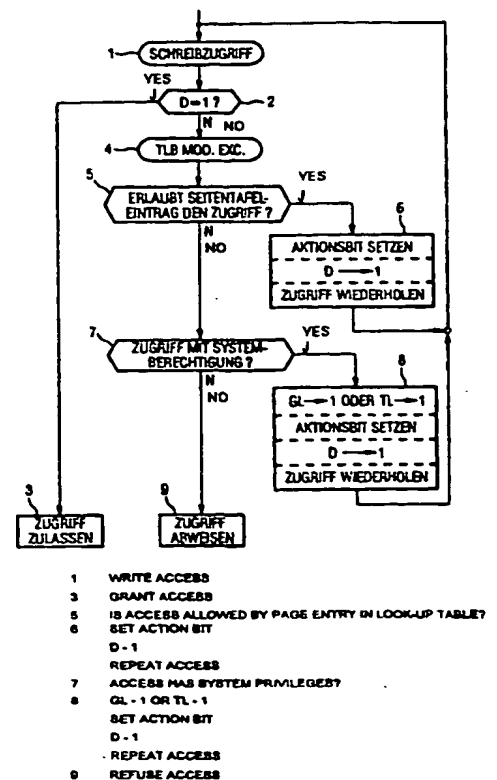 1 SCHREIBZUGRIFF
YES
D=1 ? 2
N NO
4 TLB MOD. EXC.
5
ERLAUBT SEITENTAFEL-
EINTRAG DEN ZUGRIFF ?
YES
N
NO
6
AKTIONSBIT SETZEN
D → 1
ZUGRIFF WIEDERHOLEN
7
ZUGRIFF MIT SYSTEM-
BERECHTIGUNG ?
YES
N
NO
8
GL → 1 ODER TL → 1
AKTIONSBIT SETZEN
D → 1
ZUGRIFF WIEDERHOLEN
3
ZUGRIFF
ZULASSEN
9
ZUGRIFF
ABWEISEN
1 WRITE ACCESS
3 GRANT ACCESS
5 IS ACCESS ALLOWED BY PAGE ENTRY IN LOOK-UP TABLE?
6 SET ACTION BIT
D - 1
REPEAT ACCESS
7 ACCESS HAS SYSTEM PRIVILEGES?
8 GL - 1 OR TL - 1
SET ACTION BIT
D - 1
REPEAT ACCESS
9 REFUSE ACCESS